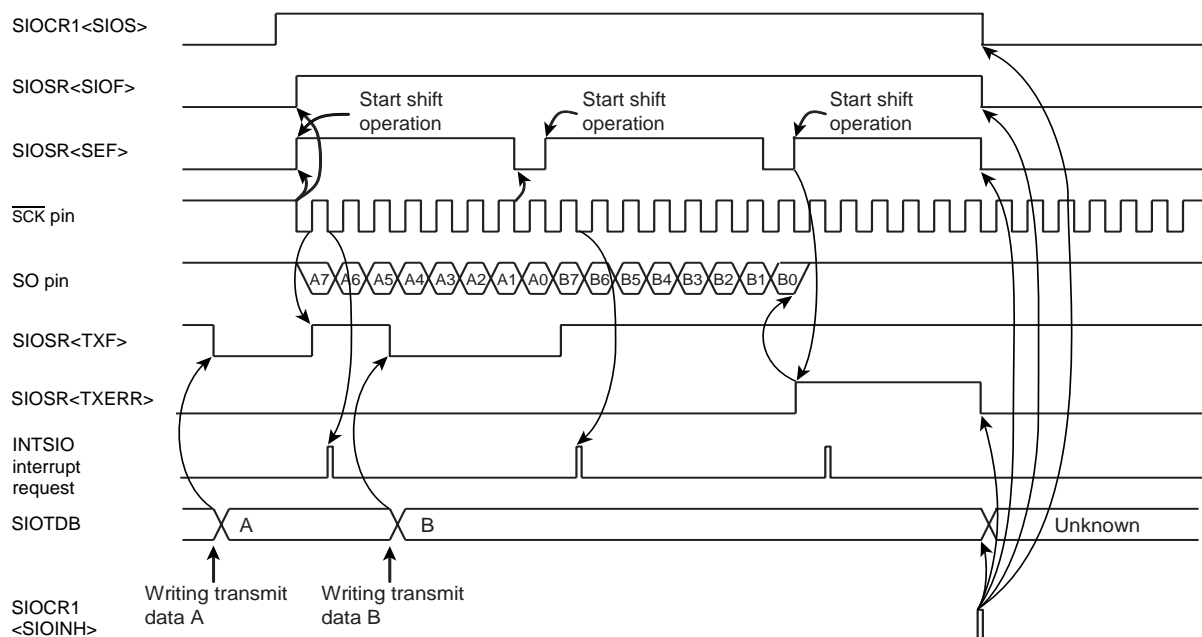 SIOCR1<SIOS>
SIOSR<SIOF>
Start shift operation
Start shift operation
Start shift operation
SIOSR<SEF>
SCK pin
SO pin
A7 A6 A5 A4 A3 A2 A1 A0 B7 B6 B5 B4 B3 B2 B1 B0
SIOSR<TXF>
SIOSR<TXERR>
INTSIO
interrupt
request
SIOTDB
A
B
Unknown
Writing transmit
data A
Writing transmit
data B
SIOCR1
<SIOINH>